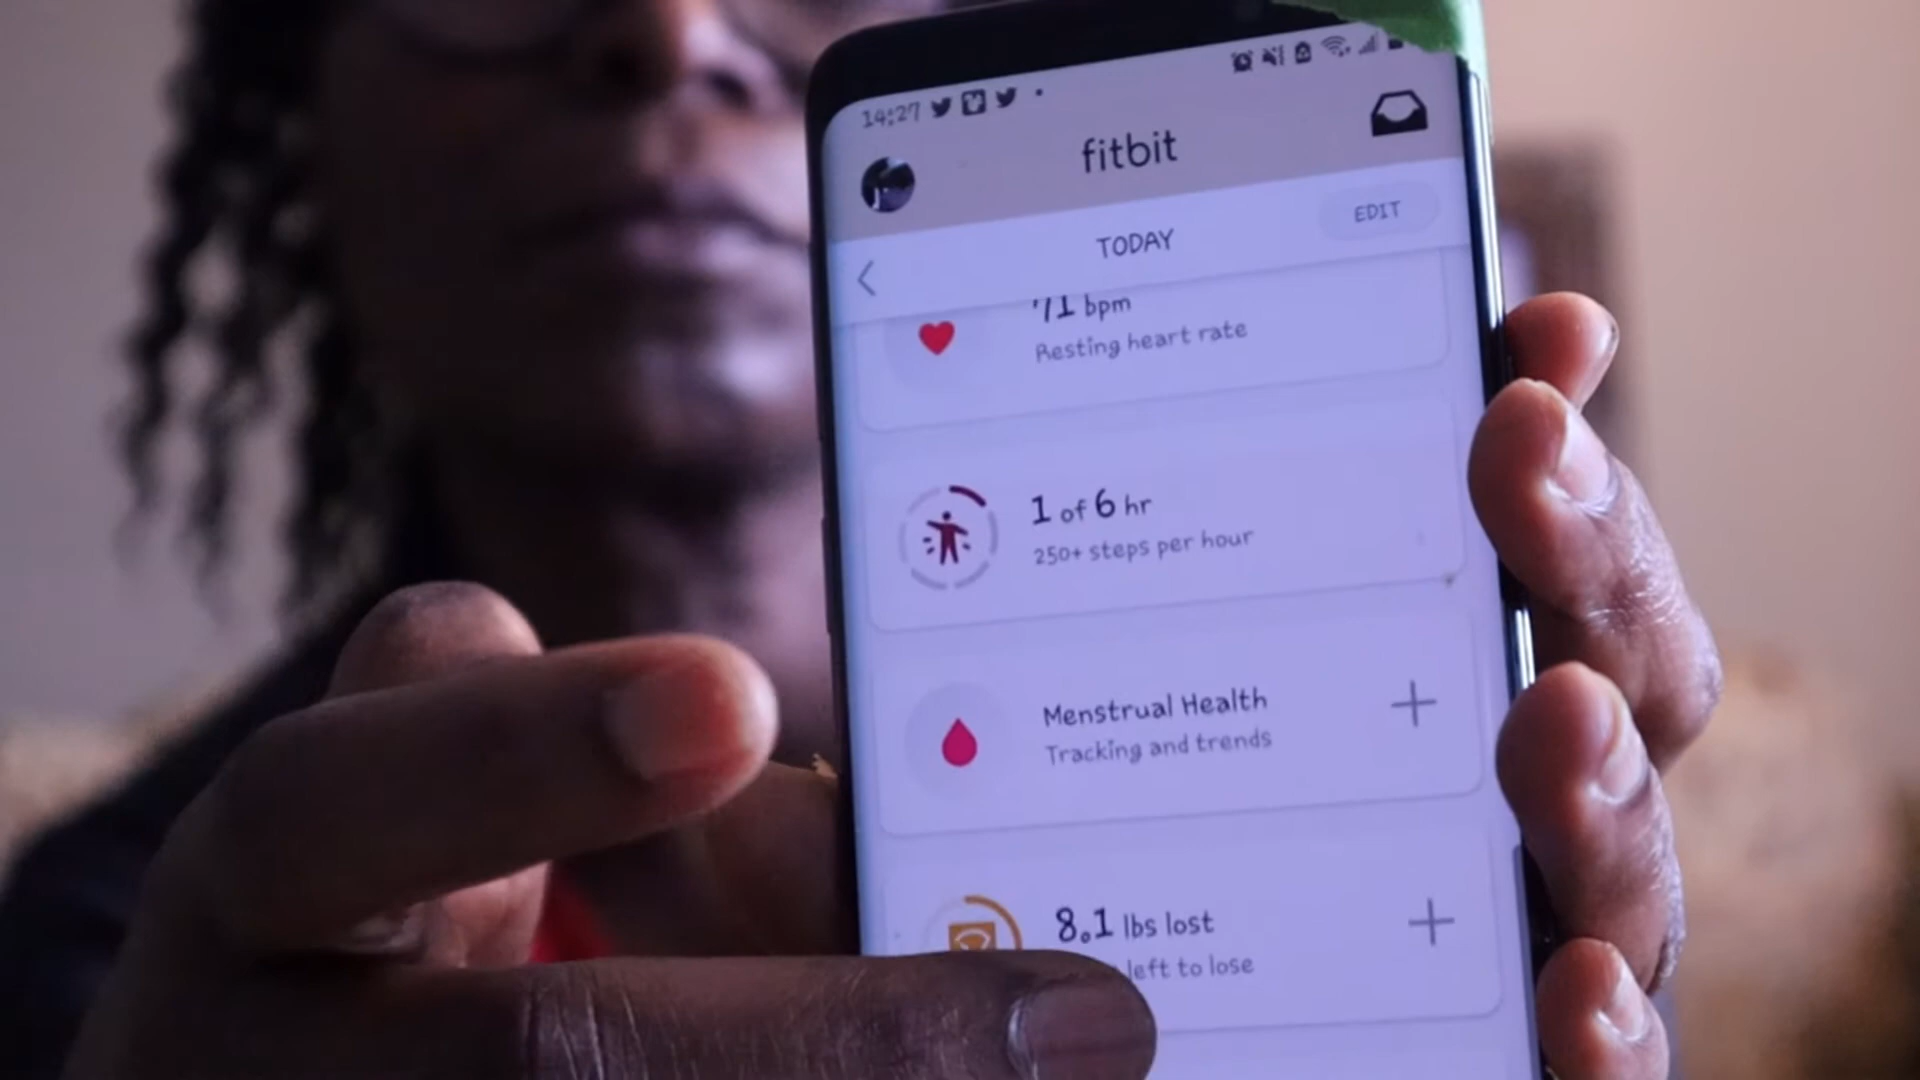 14:27
fitbit
TODAY
EDIT
71 bpm
Resting heart rate
1 of 6 hr
250+ steps per hour
Menstrual Health
Tracking and trends
8.1 lbs lost
left to lose